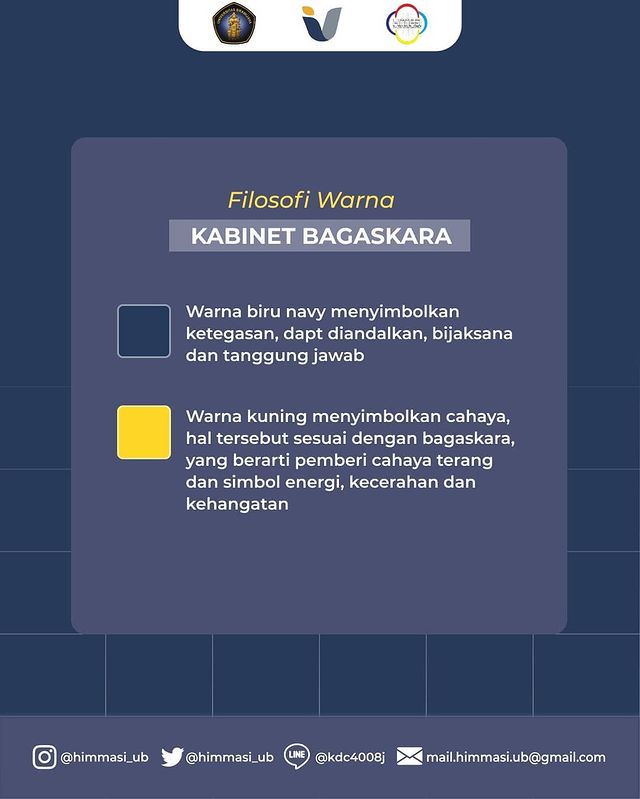 Filosofi Warna
KABINET BAGASKARA
Warna biru navy menyimbolkan
ketegasan, dapt diandalkan, bijaksana
dan tanggung jawab
Warna kuning menyimbolkan cahaya,
hal tersebut sesuai dengan bagaskara,
yang berarti pemberi cahaya terang
dan simbol energi, kecerahan dan
kehangatan
@himmasi_ub @himmasi_ub LINE @kdc4008j mail.himmasi.ub@gmail.com